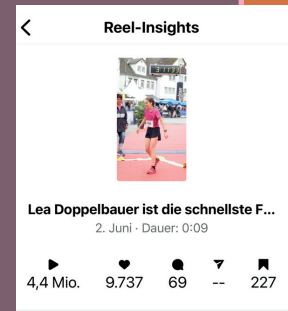 Reel-Insights
Lea Doppelbauer ist die schnellste F...
2. Juni · Dauer: 0:09
4,4 Mio. 9.737 69 -- 227